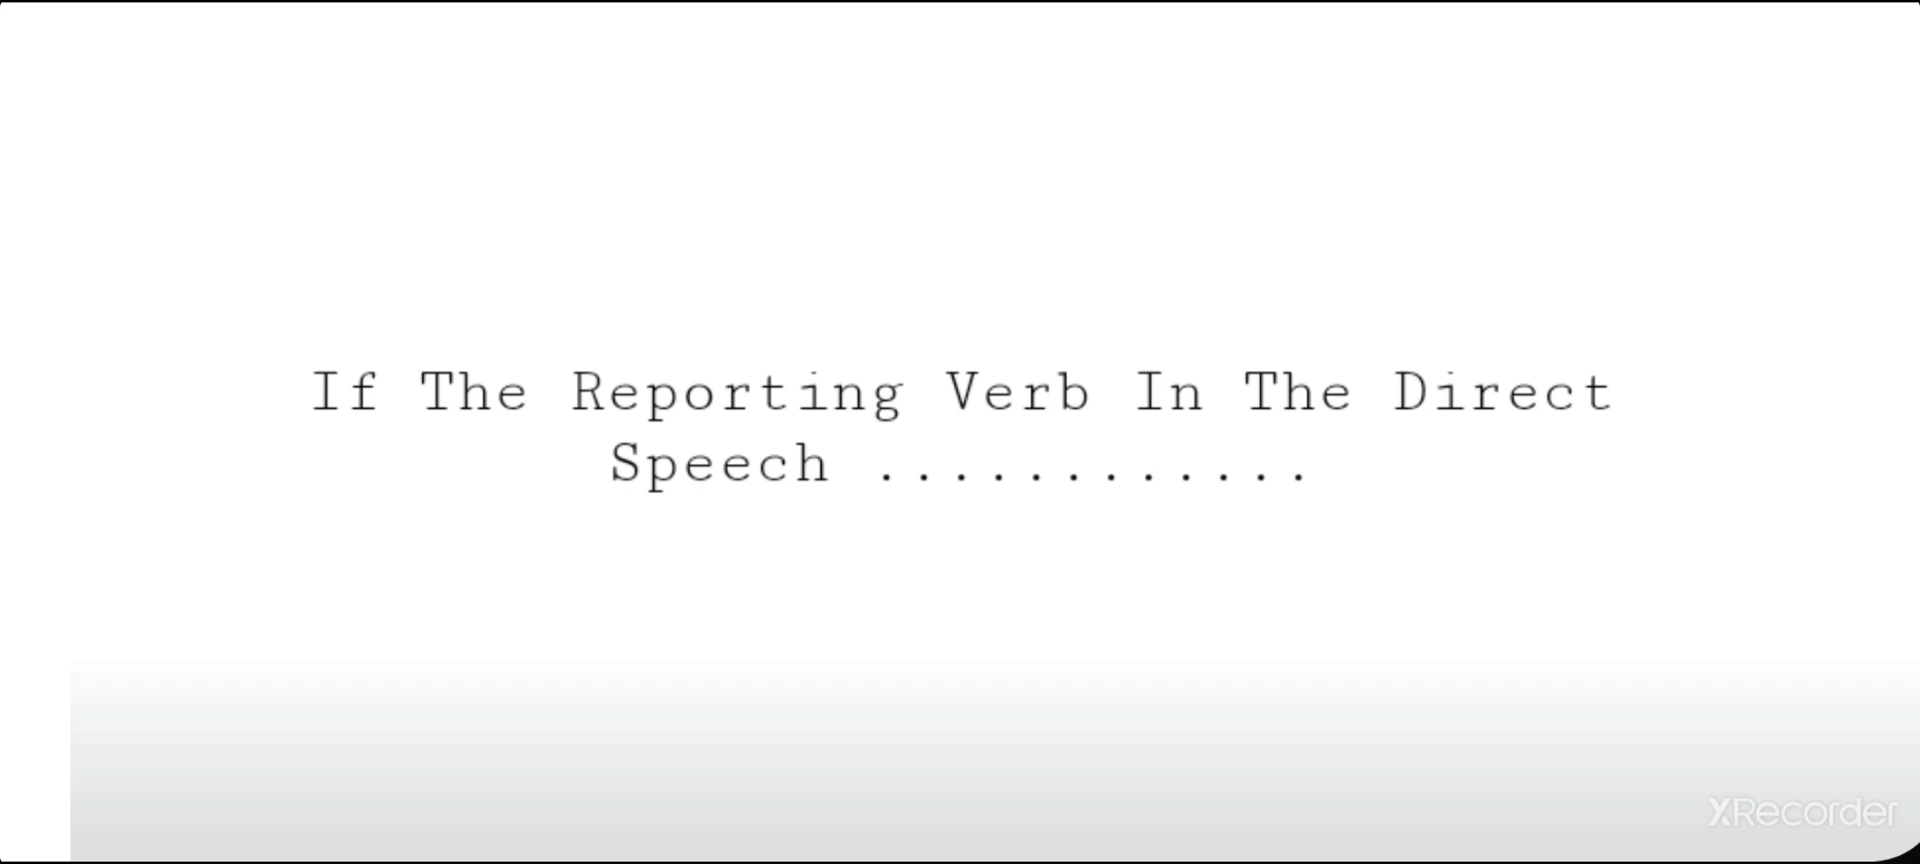 If The Reporting Verb In The Direct
Speech ............
XRecorder